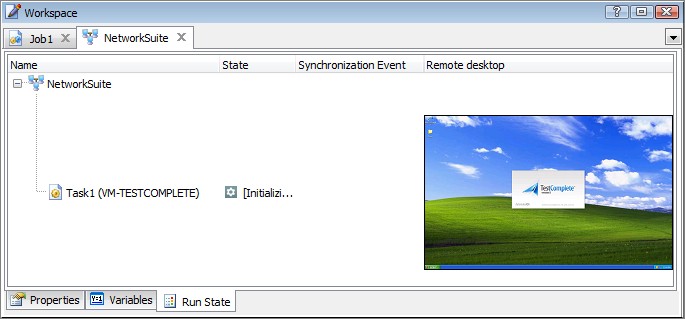 Workspace
Job1 NetworkSuite
Name State Synchronization Event Remote desktop
NetworkSuite
Task1 (VM-TESTCOMPLETE) [Initializi...
TestComplete
Properties Variables Run State